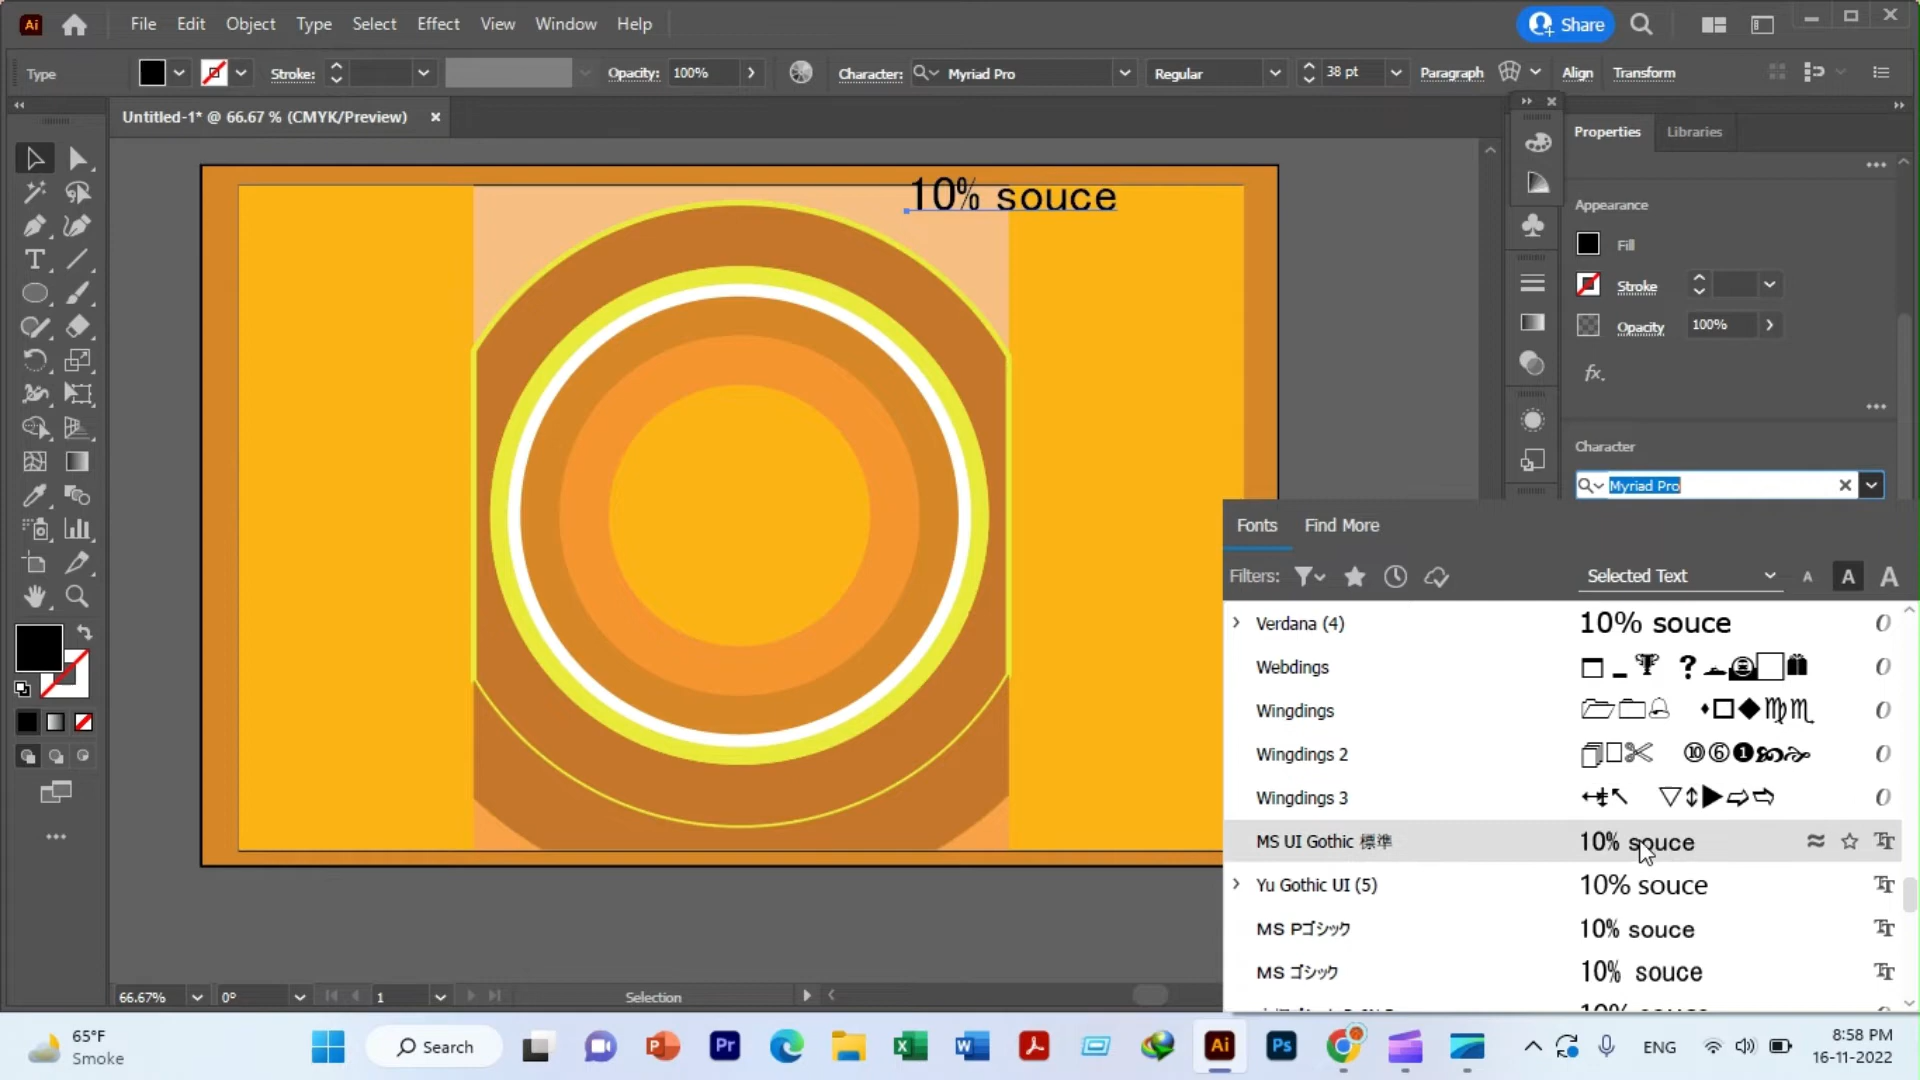 Ai File Edit Object Type Select Effect View Window Help Share
Type Stroke: Opacity: 100% Character: Myriad Pro Regular 38 pt Paragraph Align Transform
Untitled-1* @ 66.67 % (CMYK/Preview)
Properties Libraries
10% souce
Appearance
Fill
Stroke
Opacity 100%
fx.
Character
Myriad Pro
Fonts Find More
Filters: Selected Text A A A
Verdana (4) 10% souce
Webdings
Wingdings
Wingdings 2
Wingdings 3
MS UI Gothic 標準 10% souce
Yu Gothic UI (5) 10% souce
MS Pゴシック 10% souce
MS ゴシック 10% souce
66.67% 0° 1 Selection
65°F
Smoke
Search
ENG
8:58 PM
16-11-2022